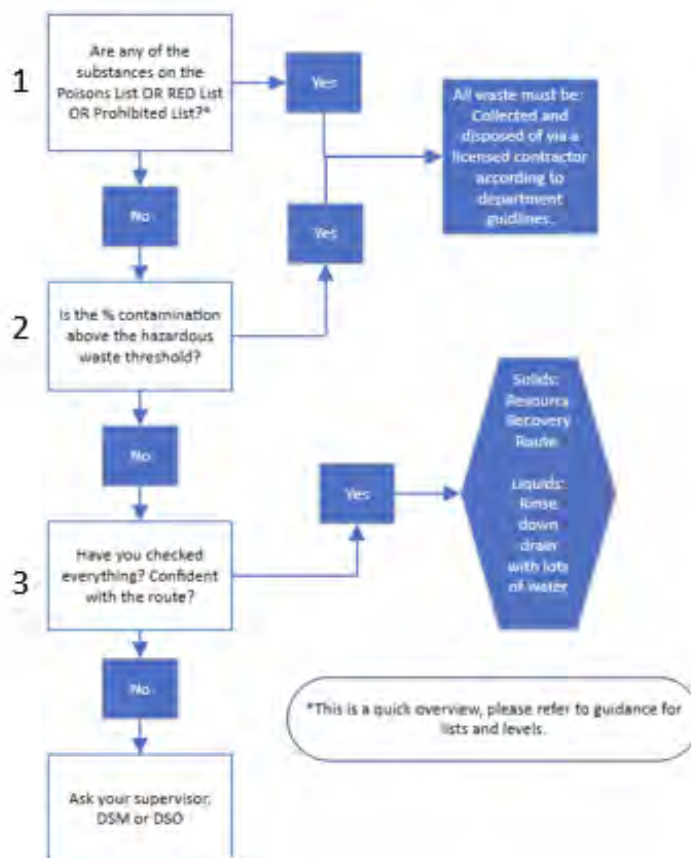 1
Are any of the
substances on the
Poisons List OR RED List
OR Prohibited List?*
Yes
All waste must be:
Collected and
disposed of via a
licensed contractor
according to
department
guidlines.
No
Yes
2
Is the % contamination
above the hazardous
waste threshold?
No
Yes
Solids:
Resource
Recovery
Route
Liquids:
Rinse
down
drain
with lots
of water
3
Have you checked
everything? Confident
with the route?
No
*This is a quick overview, please refer to guidance for
lists and levels.
Ask your supervisor,
DSM or DSO